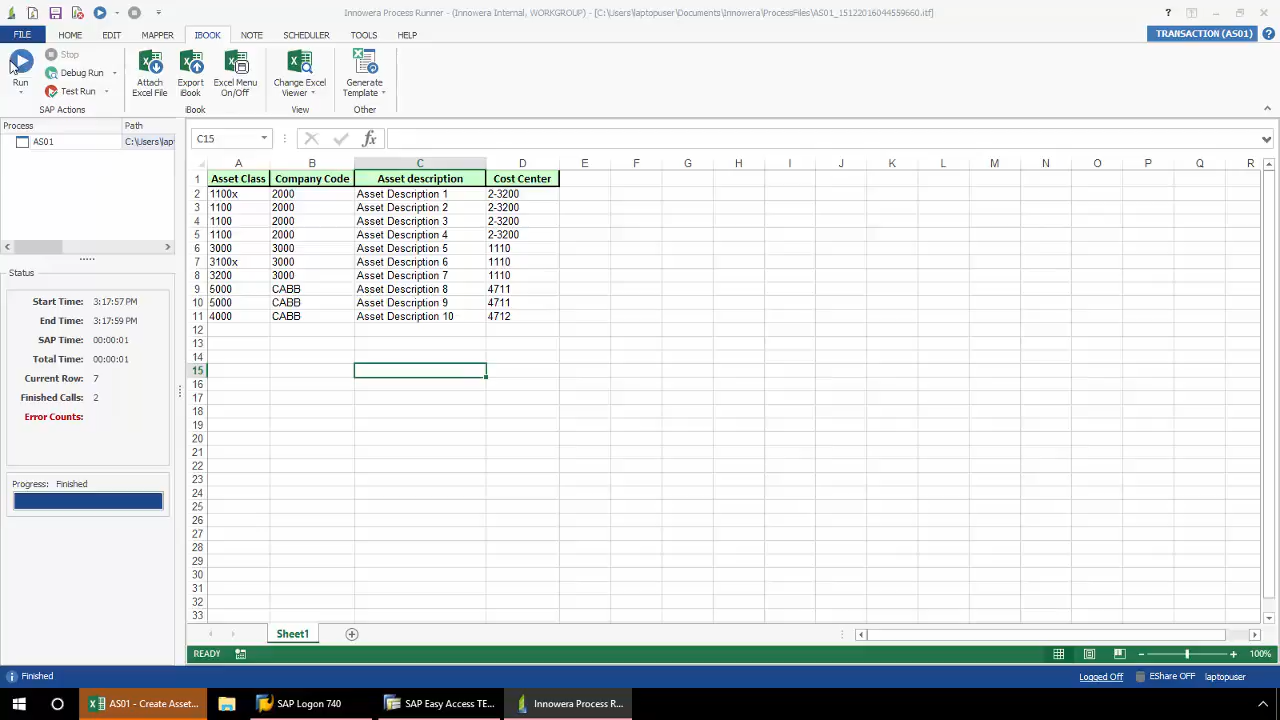 Innowera Process Runner - (Innowera Internal, WORKGROUP) - [C:\Users\laptopuser\Documents\Innowera\ProcessFiles\AS01_15122016044559660.itf]
FILE HOME EDIT MAPPER IBOOK NOTE SCHEDULER TOOLS HELP
TRANSACTION (AS01)
Run
Stop
Debug Run
Test Run
Attach Excel File
Export iBook
Excel Menu On/Off
Change Excel Viewer
Generate Template
SAP Actions iBook View Other
Process Path
AS01 C:\Users\lapt
C15 fx
A B C D E F G H I J K L M N O P Q R
1 Asset Class Company Code Asset description Cost Center
2 1100x 2000 Asset Description 1 2-3200
3 1100 2000 Asset Description 2 2-3200
4 1100 2000 Asset Description 3 2-3200
5 1100 2000 Asset Description 4 2-3200
6 3000 3000 Asset Description 5 1110
7 3100x 3000 Asset Description 6 1110
8 3200 3000 Asset Description 7 1110
9 5000 CABB Asset Description 8 4711
10 5000 CABB Asset Description 9 4711
11 4000 CABB Asset Description 10 4712
12
13
14
15
16
17
18
19
20
21
22
23
24
25
26
27
28
29
30
31
32
33
Status
Start Time: 3:17:57 PM
End Time: 3:17:59 PM
SAP Time: 00:00:01
Total Time: 00:00:01
Current Row: 7
Finished Calls: 2
Error Counts:
Progress: Finished
Sheet1
READY 100%
Finished Logged Off EShare OFF laptopuser
AS01 - Create Asset... SAP Logon 740 SAP Easy Access TE... Innowera Process R...